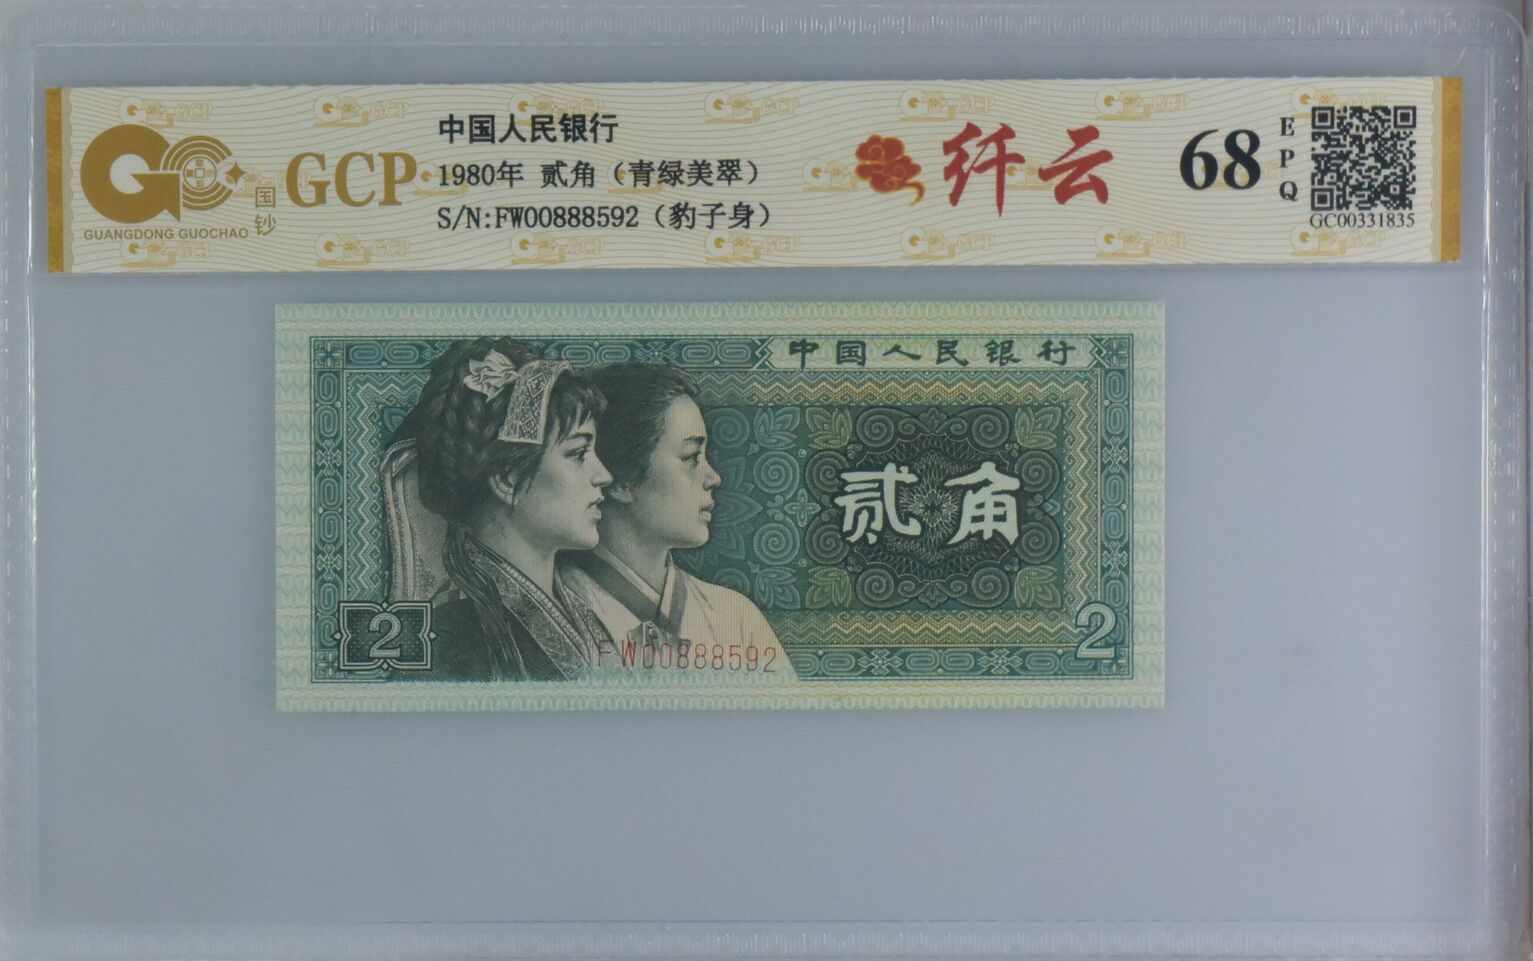 中国人民银行
GCP 1980年 贰角（青绿美翠）
S/N:FW00888592（豹子身）
国钞
GUANGDONG GUOCHAO
纤云
68
EPQ
GC00331835
中国人民银行
贰角
2
2
FW00888592